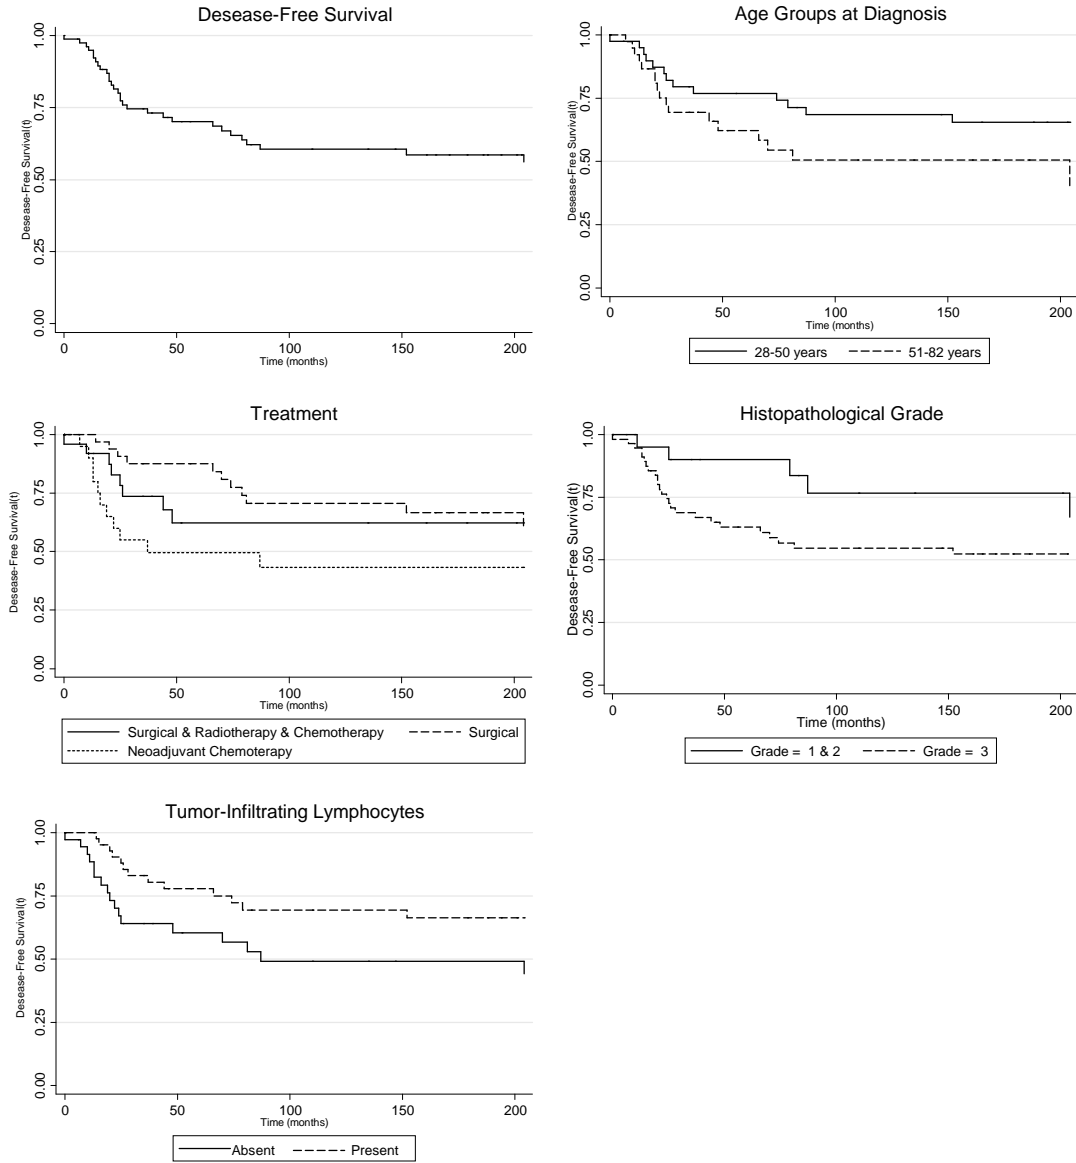 Desease-Free Survival
1.00
0.75
0.50
0.25
0.00
Desease-Free Survival(t)
0 50 100 150 200
Time (months)
Age Groups at Diagnosis
1.00
0.75
0.50
0.25
0.00
Desease-Free Survival(t)
0 50 100 150 200
Time (months)
28-50 years 51-82 years
Treatment
1.00
0.75
0.50
0.25
0.00
Desease-Free Survival(t)
0 50 100 150 200
Time (months)
Surgical & Radiotherapy & Chemotherapy Surgical
Neoadjuvant Chemoterapy
Histopathological Grade
1.00
0.75
0.50
0.25
0.00
Desease-Free Survival(t)
0 50 100 150 200
Time (months)
Grade = 1 & 2 Grade = 3
Tumor-Infiltrating Lymphocytes
1.00
0.75
0.50
0.25
0.00
Desease-Free Survival(t)
0 50 100 150 200
Time (months)
Absent Present